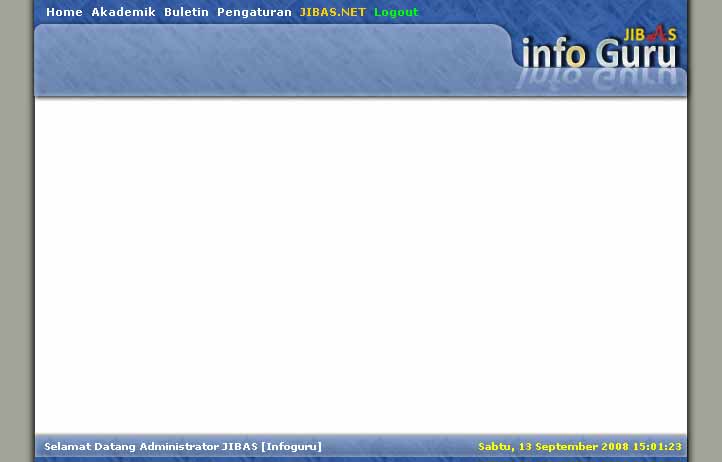 Home Akademik Buletin Pengaturan JIBAS.NET Logout
JIBAS
info Guru
Selamat Datang Administrator JIBAS [Infoguru] Sabtu, 13 September 2008 15:01:23